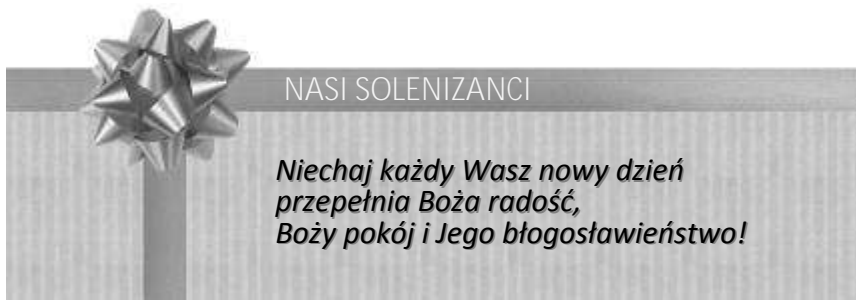 NASI SOLENIZANCI
Niechaj każdy Wasz nowy dzień
przepełnia Boża radość,
Boży pokój i Jego błogosławieństwo!